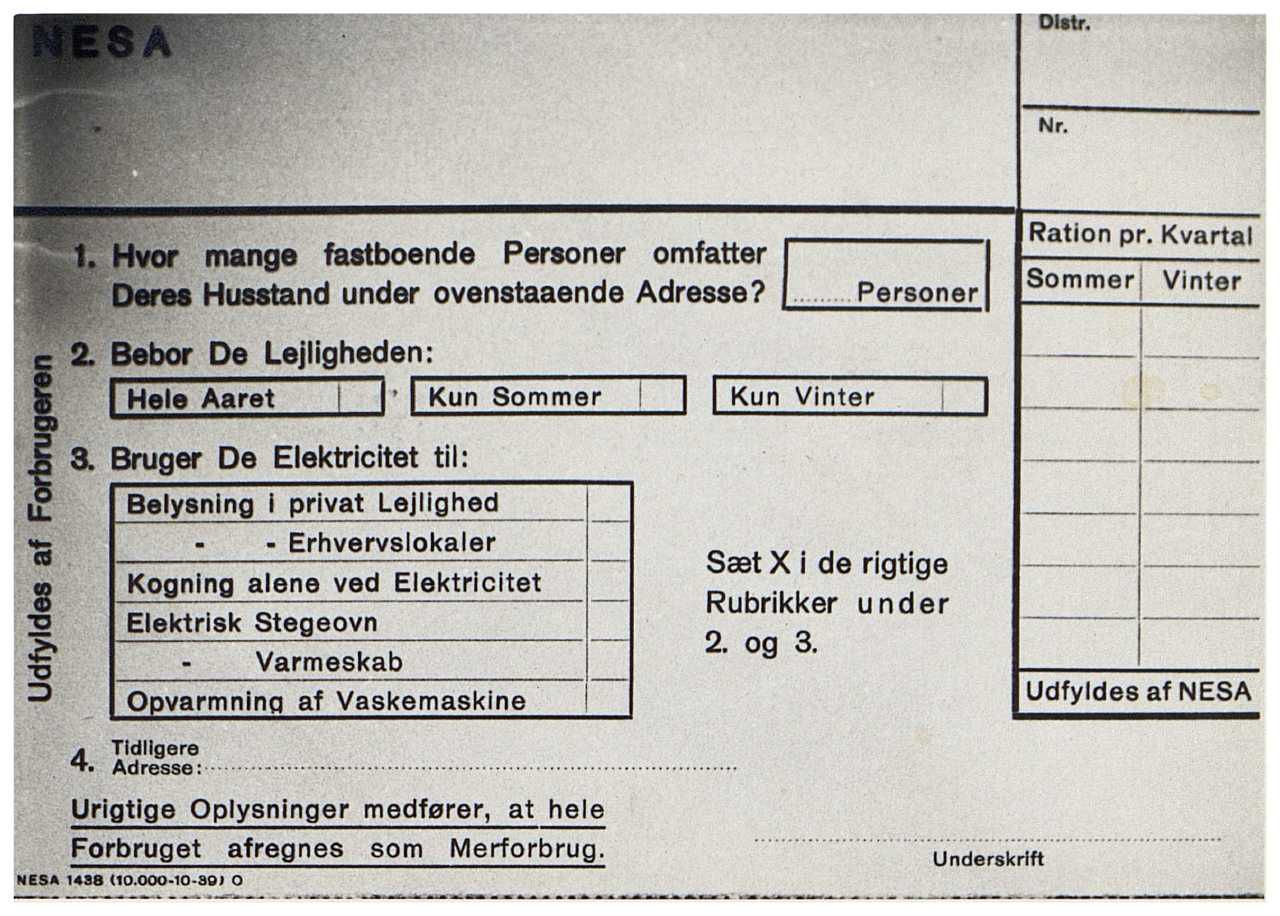 NESA
Distr.
Nr.
Udfyldes af Forbrugeren
1. Hvor mange fastboende Personer omfatter
Deres Husstand under ovenstaaende Adresse?
.......... Personer
2. Bebor De Lejligheden:
Hele Aaret
Kun Sommer
Kun Vinter
3. Bruger De Elektricitet til:
Belysning i privat Lejlighed
- - Erhvervslokaler
Kogning alene ved Elektricitet
Elektrisk Stegeovn
- Varmeskab
Opvarmning af Vaskemaskine
Sæt X i de rigtige
Rubrikker under
2. og 3.
4. Tidligere
Adresse:
Urigtige Oplysninger medfører, at hele
Forbruget afregnes som Merforbrug.
Underskrift
NESA 1438 (10.000-10-39) O
Ration pr. Kvartal
Sommer Vinter
Udfyldes af NESA